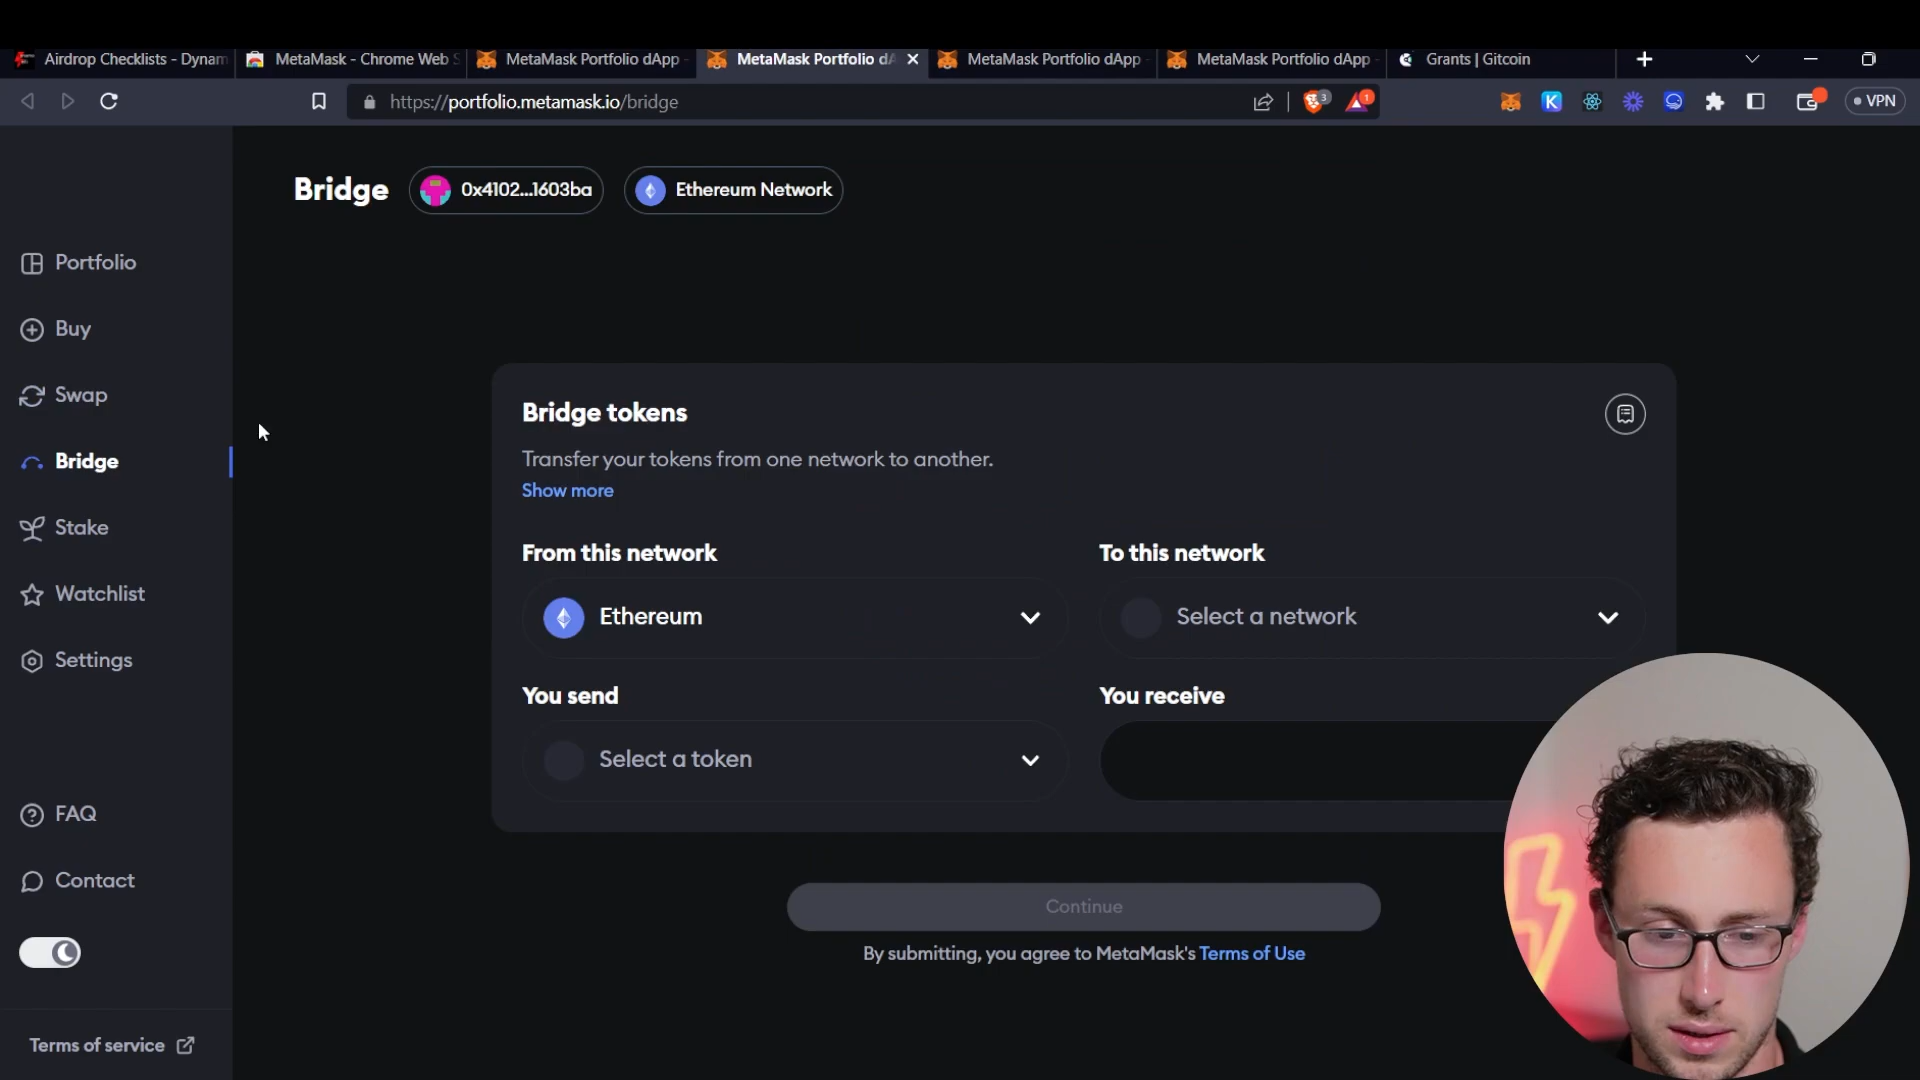 Airdrop Checklists - Dynam
MetaMask - Chrome Web S
MetaMask Portfolio dApp
MetaMask Portfolio dA
MetaMask Portfolio dApp
MetaMask Portfolio dApp
Grants | Gitcoin
https://portfolio.metamask.io/bridge
3
1
K
VPN
Bridge
0x4102...1603ba
Ethereum Network
Portfolio
Buy
Swap
Bridge
Stake
Watchlist
Settings
FAQ
Contact
Terms of service
Bridge tokens
Transfer your tokens from one network to another.
Show more
From this network
To this network
Ethereum
Select a network
You send
You receive
Select a token
Continue
By submitting, you agree to MetaMask's Terms of Use